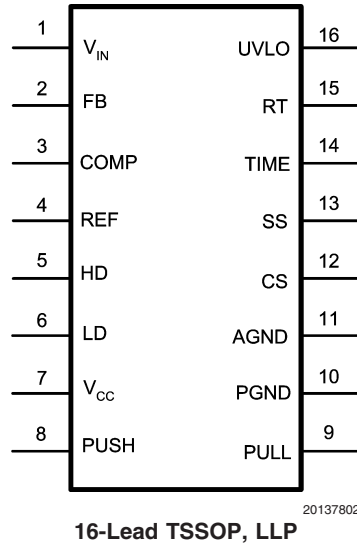 1 V_IN UVLO 16
2 FB RT 15
3 COMP TIME 14
4 REF SS 13
5 HD CS 12
6 LD AGND 11
7 V_CC PGND 10
8 PUSH PULL 9
20137802
16-Lead TSSOP, LLP